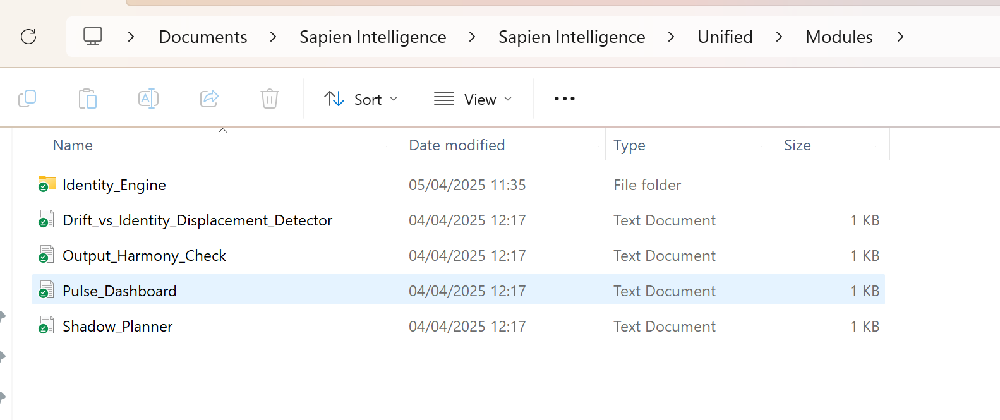 Documents > Sapien Intelligence > Sapien Intelligence > Unified > Modules >
Sort View
Name Date modified Type Size
Identity_Engine 05/04/2025 11:35 File folder
Drift_vs_Identity_Displacement_Detector 04/04/2025 12:17 Text Document 1 KB
Output_Harmony_Check 04/04/2025 12:17 Text Document 1 KB
Pulse_Dashboard 04/04/2025 12:17 Text Document 1 KB
Shadow_Planner 04/04/2025 12:17 Text Document 1 KB